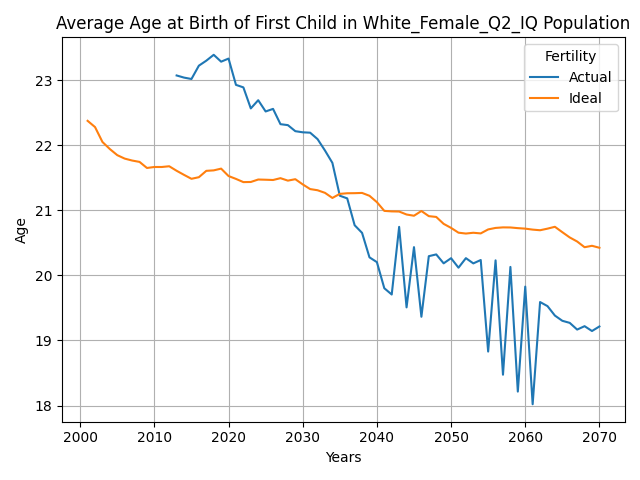 Average Age at Birth of First Child in White_Female_Q2_IQ Population
Fertility
Actual
Ideal
Age
23
22
21
20
19
18
2000 2010 2020 2030 2040 2050 2060 2070
Years